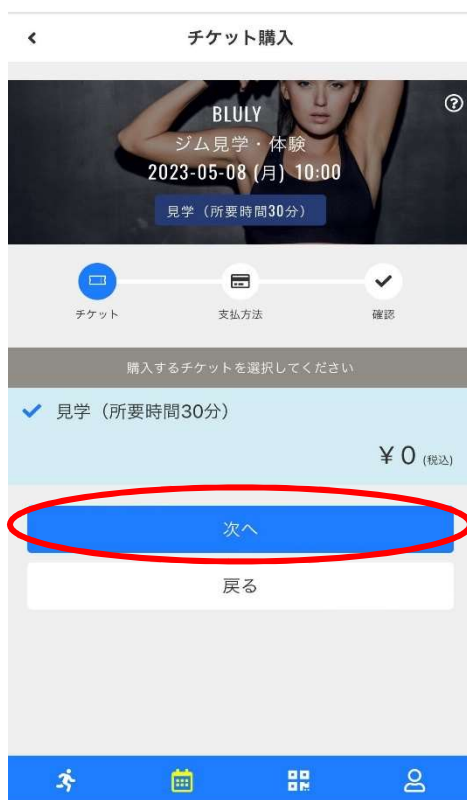 チケット購入
BLULY
ジム見学・体験
2023-05-08 (月) 10:00
見学（所要時間30分）
チケット
支払方法
確認
購入するチケットを選択してください
見学（所要時間30分）
¥ 0 (税込)
次へ
戻る